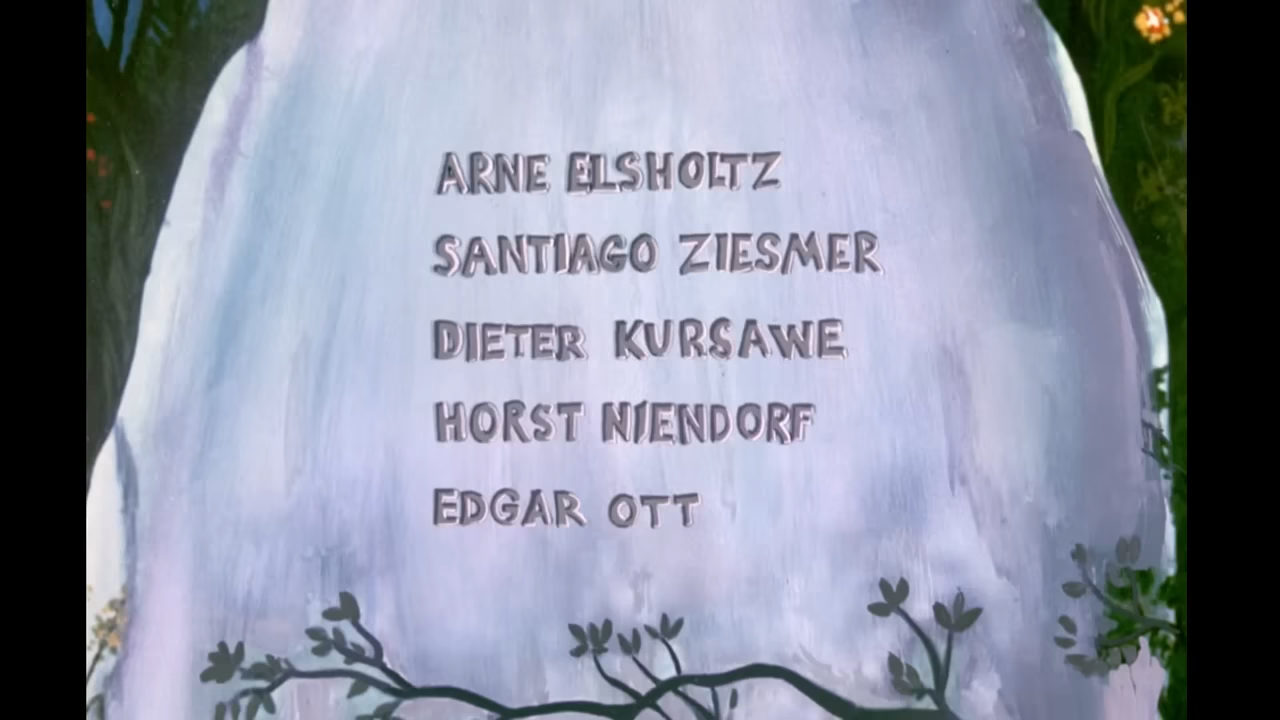 ARNE ELSHOLTZ
SANTIAGO ZIESMER
DIETER KURSAWE
HORST NIENDORF
EDGAR OTT